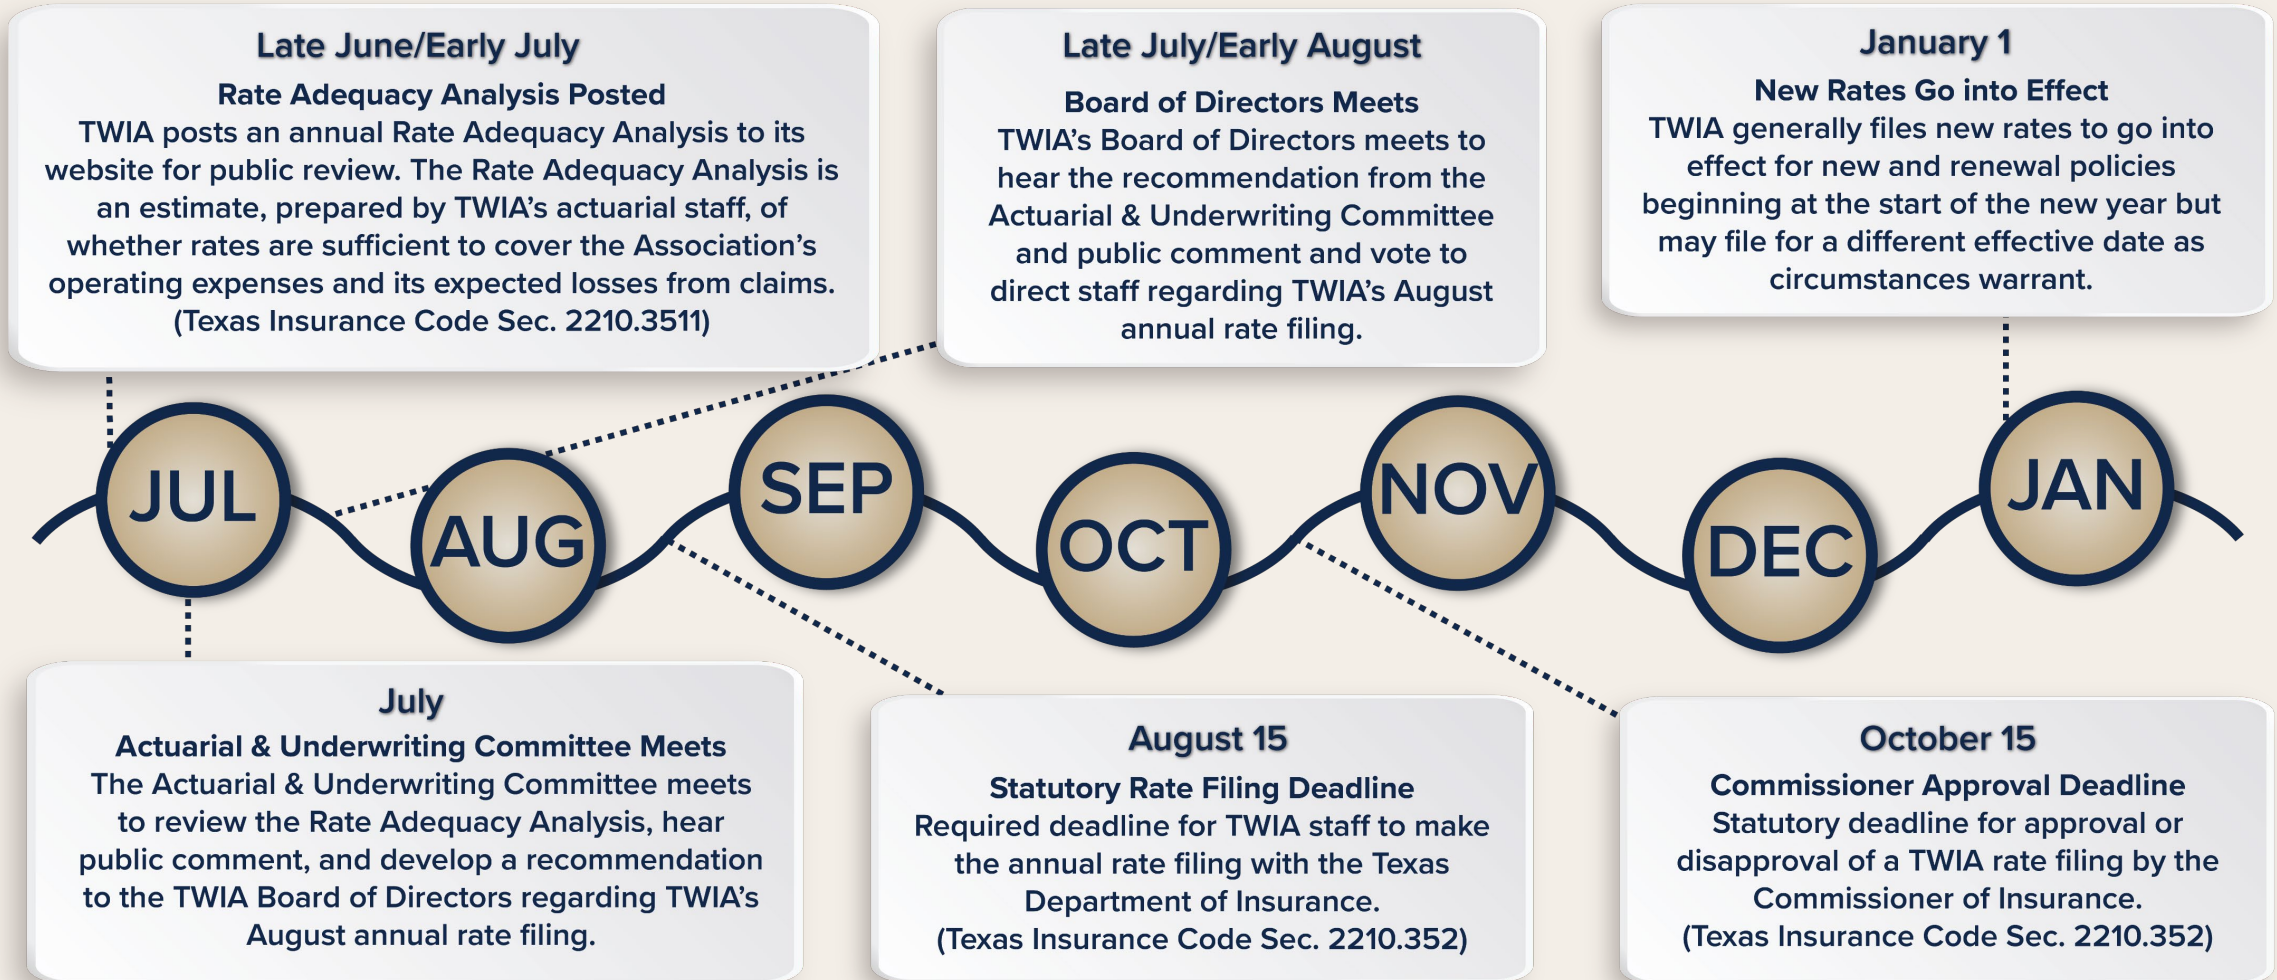 Late June/Early July
Rate Adequacy Analysis Posted
TWIA posts an annual Rate Adequacy Analysis to its
website for public review. The Rate Adequacy Analysis is
an estimate, prepared by TWIA's actuarial staff, of
whether rates are sufficient to cover the Association's
operating expenses and its expected losses from claims.
(Texas Insurance Code Sec. 2210.3511)
Late July/Early August
Board of Directors Meets
TWIA's Board of Directors meets to
hear the recommendation from the
Actuarial & Underwriting Committee
and public comment and vote to
direct staff regarding TWIA's August
annual rate filing.
January 1
New Rates Go into Effect
TWIA generally files new rates to go into
effect for new and renewal policies
beginning at the start of the new year but
may file for a different effective date as
circumstances warrant.
JUL
AUG
SEP
OCT
NOV
DEC
JAN
July
Actuarial & Underwriting Committee Meets
The Actuarial & Underwriting Committee meets
to review the Rate Adequacy Analysis, hear
public comment, and develop a recommendation
to the TWIA Board of Directors regarding TWIA's
August annual rate filing.
August 15
Statutory Rate Filing Deadline
Required deadline for TWIA staff to make
the annual rate filing with the Texas
Department of Insurance.
(Texas Insurance Code Sec. 2210.352)
October 15
Commissioner Approval Deadline
Statutory deadline for approval or
disapproval of a TWIA rate filing by the
Commissioner of Insurance.
(Texas Insurance Code Sec. 2210.352)